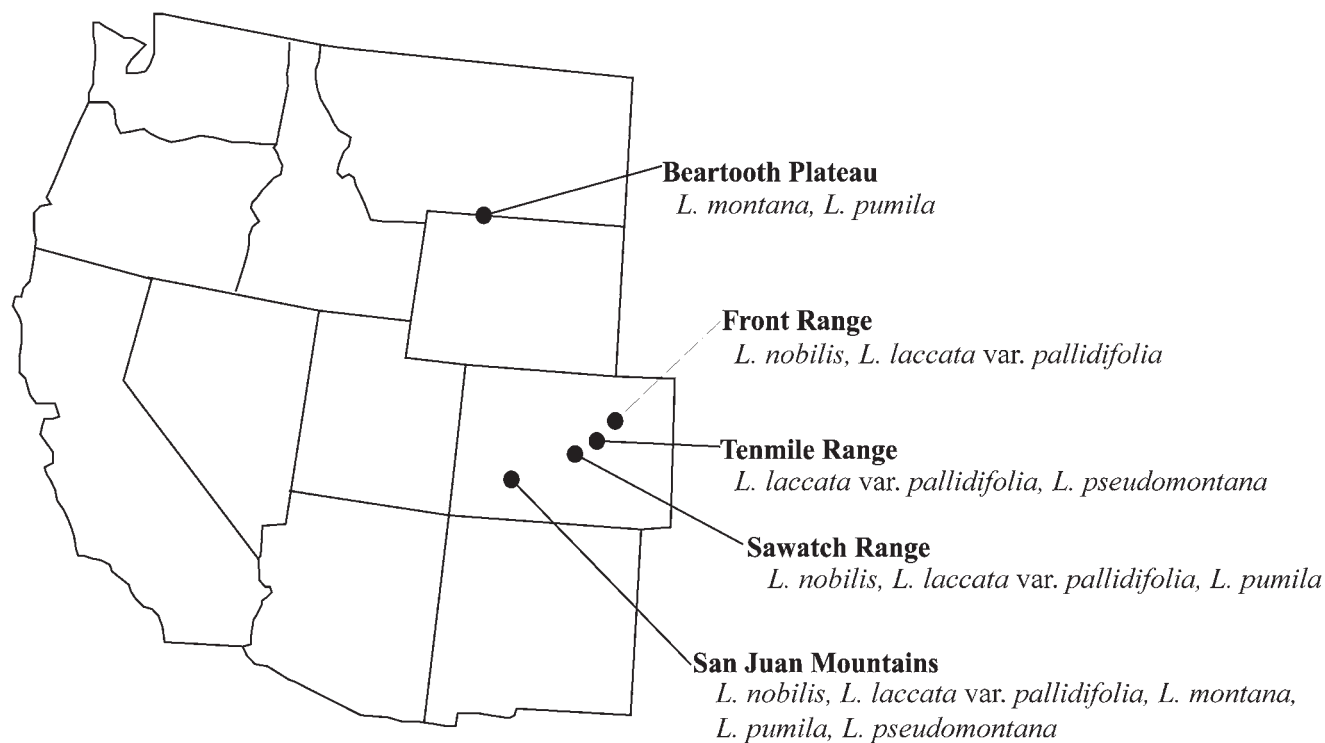 Beartooth Plateau
L. montana, L. pumila
Front Range
L. nobilis, L. laccata var. pallidifolia
Tenmile Range
L. laccata var. pallidifolia, L. pseudomontana
Sawatch Range
L. nobilis, L. laccata var. pallidifolia, L. pumila
San Juan Mountains
L. nobilis, L. laccata var. pallidifolia, L. montana,
L. pumila, L. pseudomontana